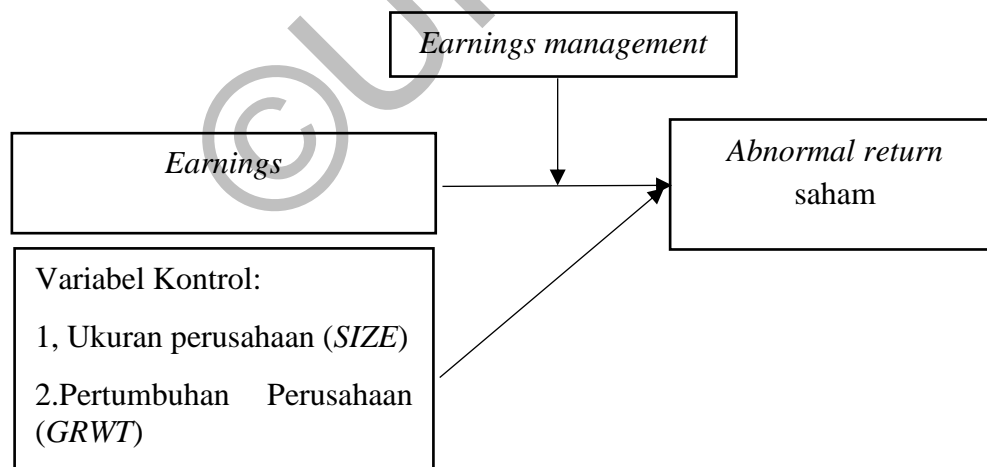 Earnings management
Earnings
Abnormal return
saham
Variabel Kontrol:
1, Ukuran perusahaan (SIZE)
2.Pertumbuhan Perusahaan
(GRWT)